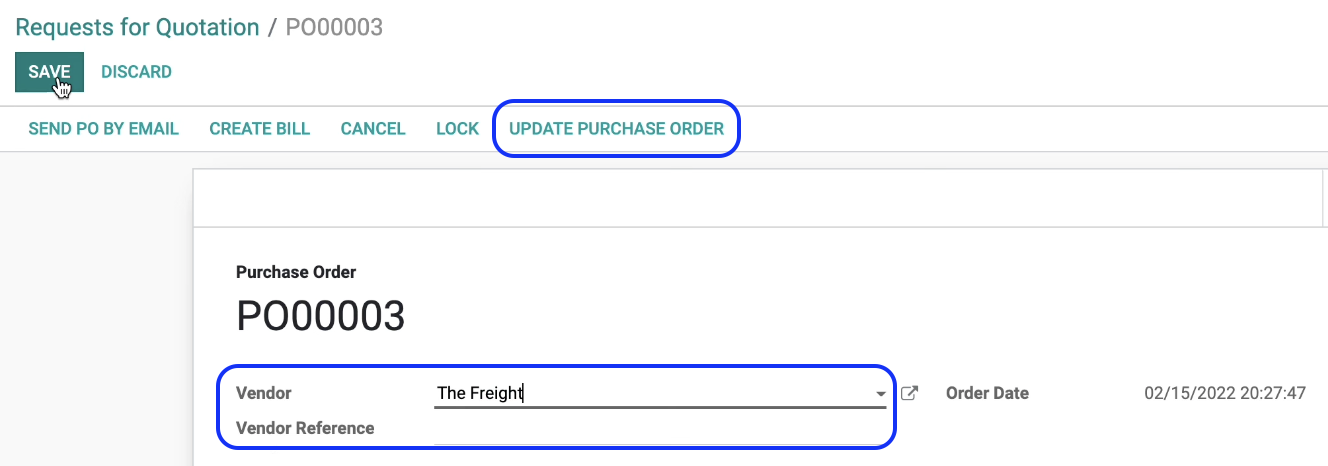 Requests for Quotation / PO00003
SAVE DISCARD
SEND PO BY EMAIL CREATE BILL CANCEL LOCK UPDATE PURCHASE ORDER
Purchase Order
PO00003
Vendor The Freight Order Date 02/15/2022 20:27:47
Vendor Reference